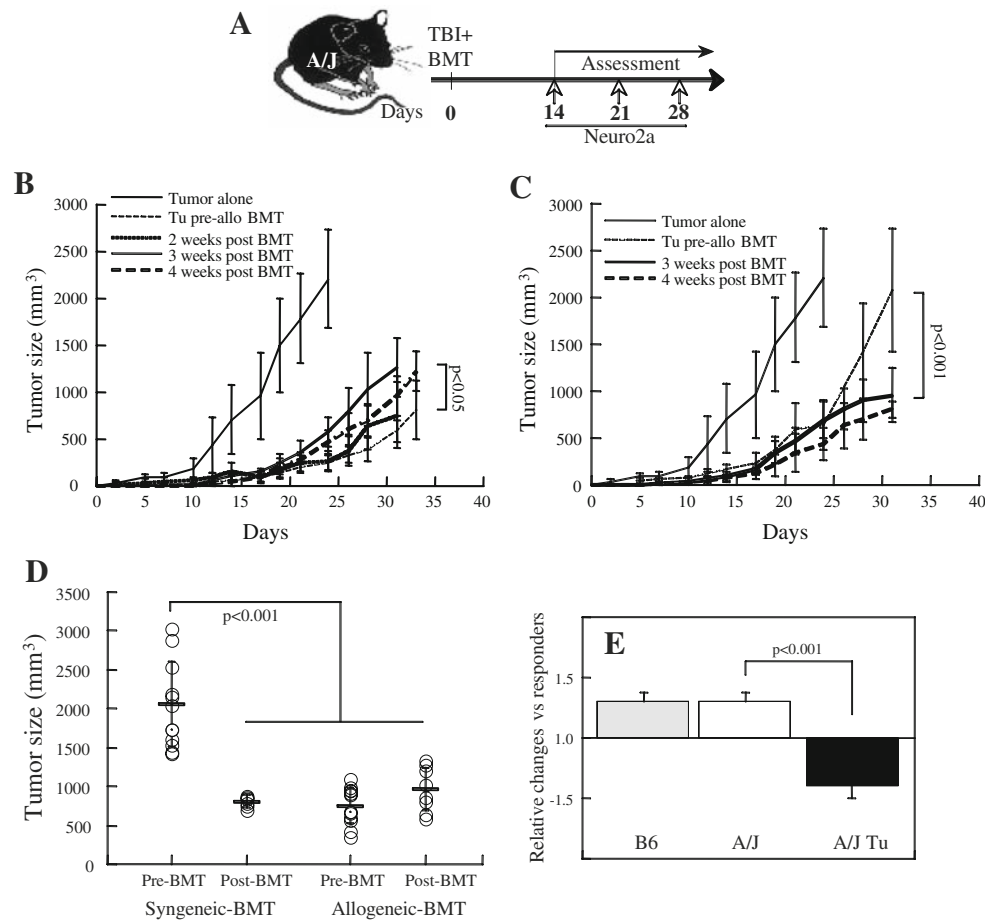 A
A/J
TBI+
BMT
Assessment
Days
0
14
21
28
Neuro2a
B
Tumor alone
Tu pre-allo BMT
2 weeks post BMT
3 weeks post BMT
4 weeks post BMT
3000
2500
2000
1500
1000
500
0
Tumor size (mm3)
p<0.05
0 5 10 15 20 25 30 35 40
Days
C
Tumor alone
Tu pre-allo BMT
3 weeks post BMT
4 weeks post BMT
3000
2500
2000
1500
1000
500
0
Tumor size (mm3)
p<0.001
0 5 10 15 20 25 30 35 40
Days
D
3500
3000
2500
2000
1500
1000
500
0
Tumor size (mm3)
p<0.001
Pre-BMT Post-BMT Pre-BMT Post-BMT
Syngeneic-BMT Allogeneic-BMT
E
Relative changes vs responders
1.5
1.0
-1.5
p<0.001
B6 A/J A/J Tu